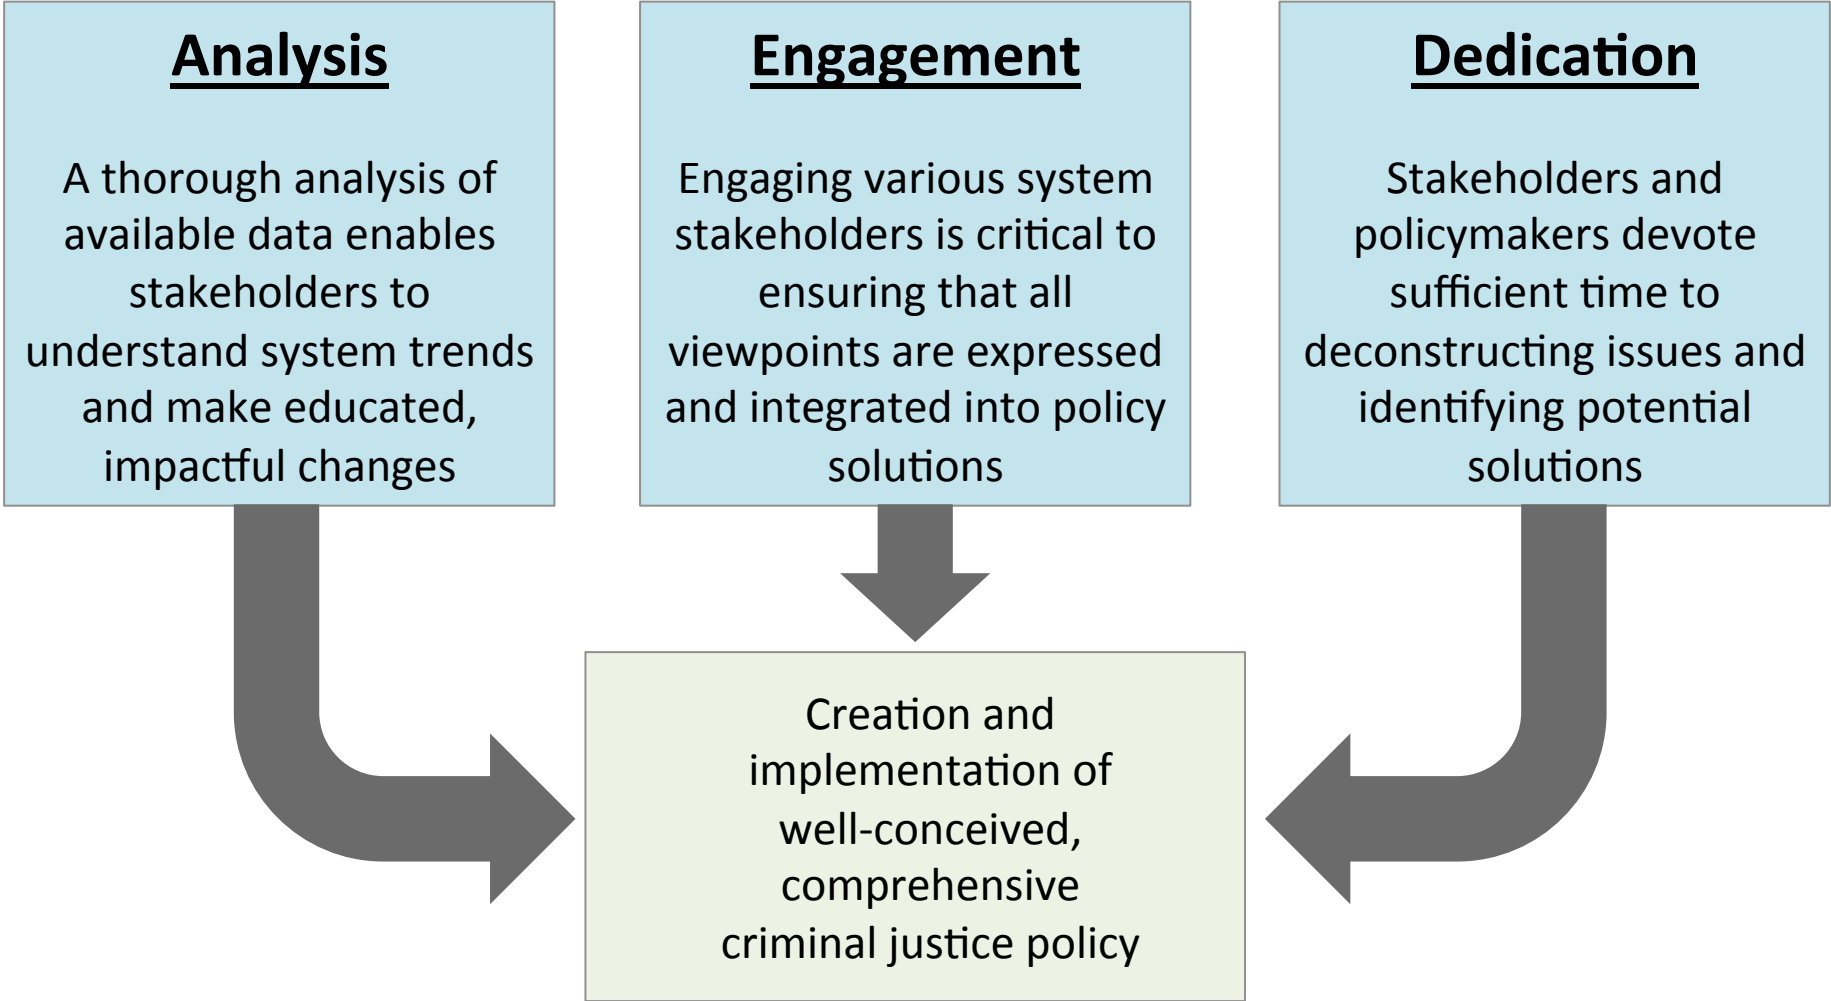 Analysis
A thorough analysis of
available data enables
stakeholders to
understand system trends
and make educated,
impactful changes
Engagement
Engaging various system
stakeholders is critical to
ensuring that all
viewpoints are expressed
and integrated into policy
solutions
Dedication
Stakeholders and
policymakers devote
sufficient time to
deconstructing issues and
identifying potential
solutions
Creation and
implementation of
well-conceived,
comprehensive
criminal justice policy